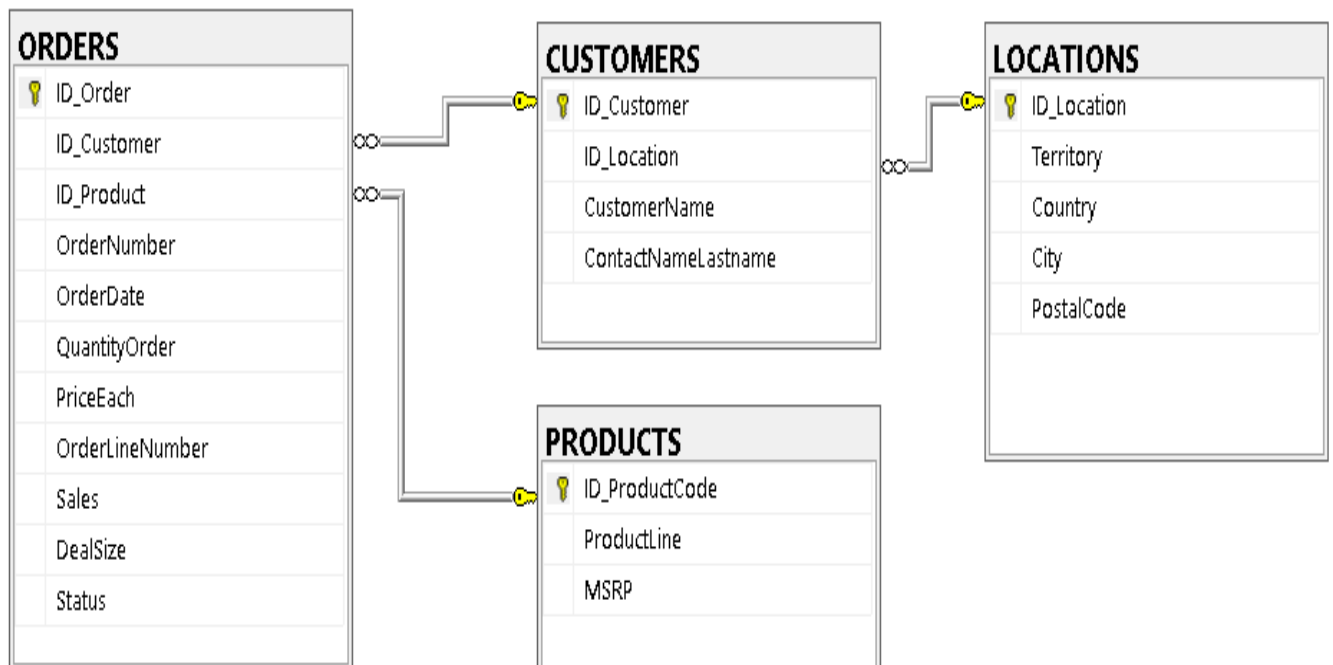 ORDERS
ID_Order
ID_Customer
ID_Product
OrderNumber
OrderDate
QuantityOrder
PriceEach
OrderLineNumber
Sales
DealSize
Status
CUSTOMERS
ID_Customer
ID_Location
CustomerName
ContactNameLastname
PRODUCTS
ID_ProductCode
ProductLine
MSRP
LOCATIONS
ID_Location
Territory
Country
City
PostalCode